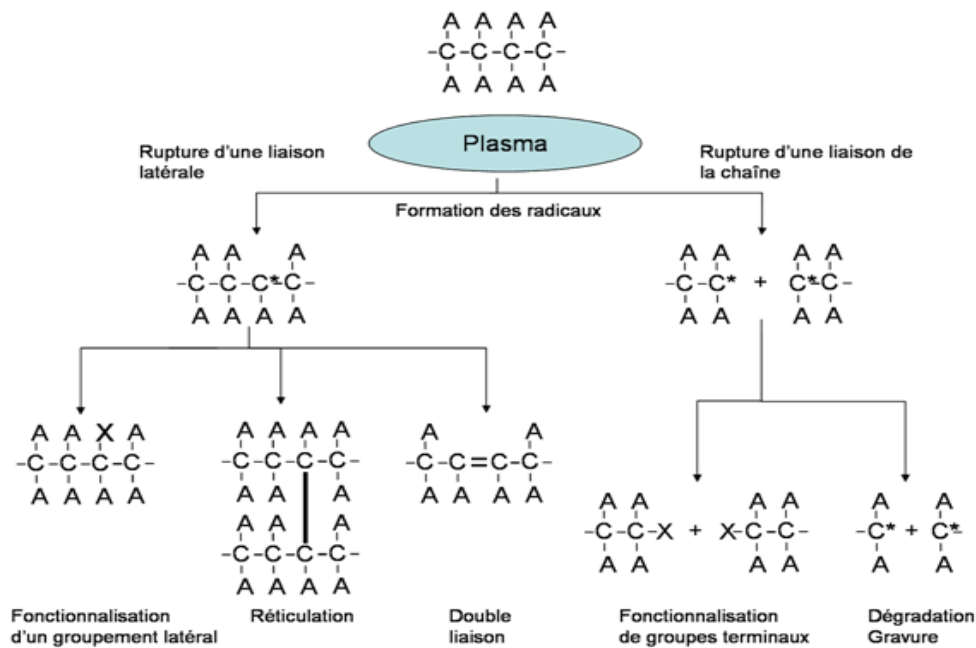 A A A A
-C-C-C-C-
A A A A
Plasma
Rupture d'une liaison
latérale
Rupture d'une liaison de
la chaîne
Formation des radicaux
A A A
-C-C-C*-C-
A A A A
A A A A
-C-C* + C*-C-
A A A A
A A X A
-C-C-C-C-
A A A A
A A A A
-C-C-C-C-
A A A A
A A A
-C-C-C-C-
A A A A
A A
-C-C=C-C-
A A A A
A A A A
-C-C-X + X-C-C-
A A A A
A A
-C* + C*-
A A
Fonctionnalisation
d'un groupement latéral
Réticulation
Double
liaison
Fonctionnalisation
de groupes terminaux
Dégradation
Gravure